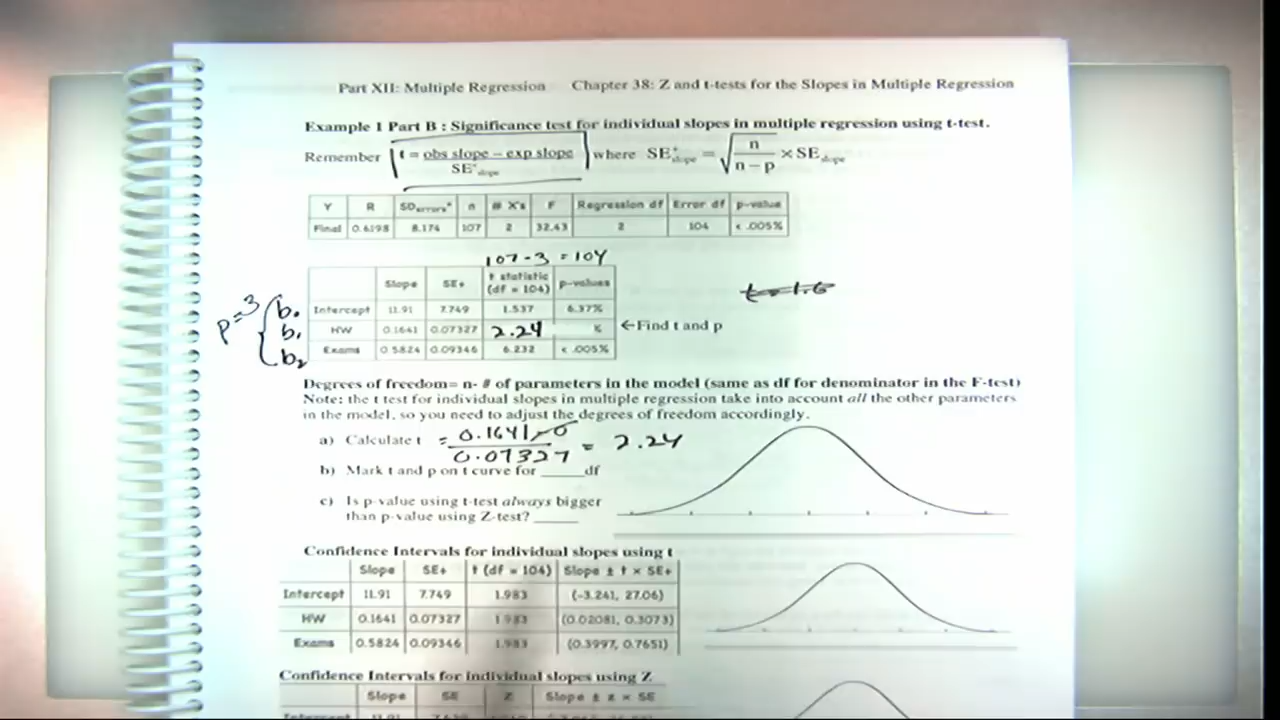 Part XII: Multiple Regression Chapter 38: Z and t-tests for the Slopes in Multiple Regression
Example 1 Part B : Significance test for individual slopes in multiple regression using t-test.
Remember t = obs slope – exp slope / SE⁺slope where SE⁺slope = √ n / n – p × SE slope
Y R SDerrors⁺ n # X's F Regression df Error df p-value
Final 0.6198 8.174 107 2 32.43 2 104 < .005%
107 - 3 = 104
Slope SE+ t statistic (df = 104) p-values
t = 1.6
Intercept 11.91 7.749 1.537 6.37%
p=3 { b₀ b₁ b₂
HW 0.1641 0.07327 2.24 % ←Find t and p
Exams 0.5824 0.09346 6.232 < .005%
Degrees of freedom= n- # of parameters in the model (same as df for denominator in the F-test)
Note: the t test for individual slopes in multiple regression take into account all the other parameters
in the model, so you need to adjust the degrees of freedom accordingly.
a) Calculate t = 0.1641-0 / 0.07327 = 2.24
b) Mark t and p on t curve for _____df
c) Is p-value using t-test always bigger
than p-value using Z-test? _____
Confidence Intervals for individual slopes using t
Slope SE+ t (df = 104) Slope ± t × SE+
Intercept 11.91 7.749 1.983 (-3.241, 27.06)
HW 0.1641 0.07327 1.983 (0.02081, 0.3073)
Exams 0.5824 0.09346 1.983 (0.3997, 0.7651)
Confidence Intervals for individual slopes using Z
Slope SE Z Slope ± z × SE